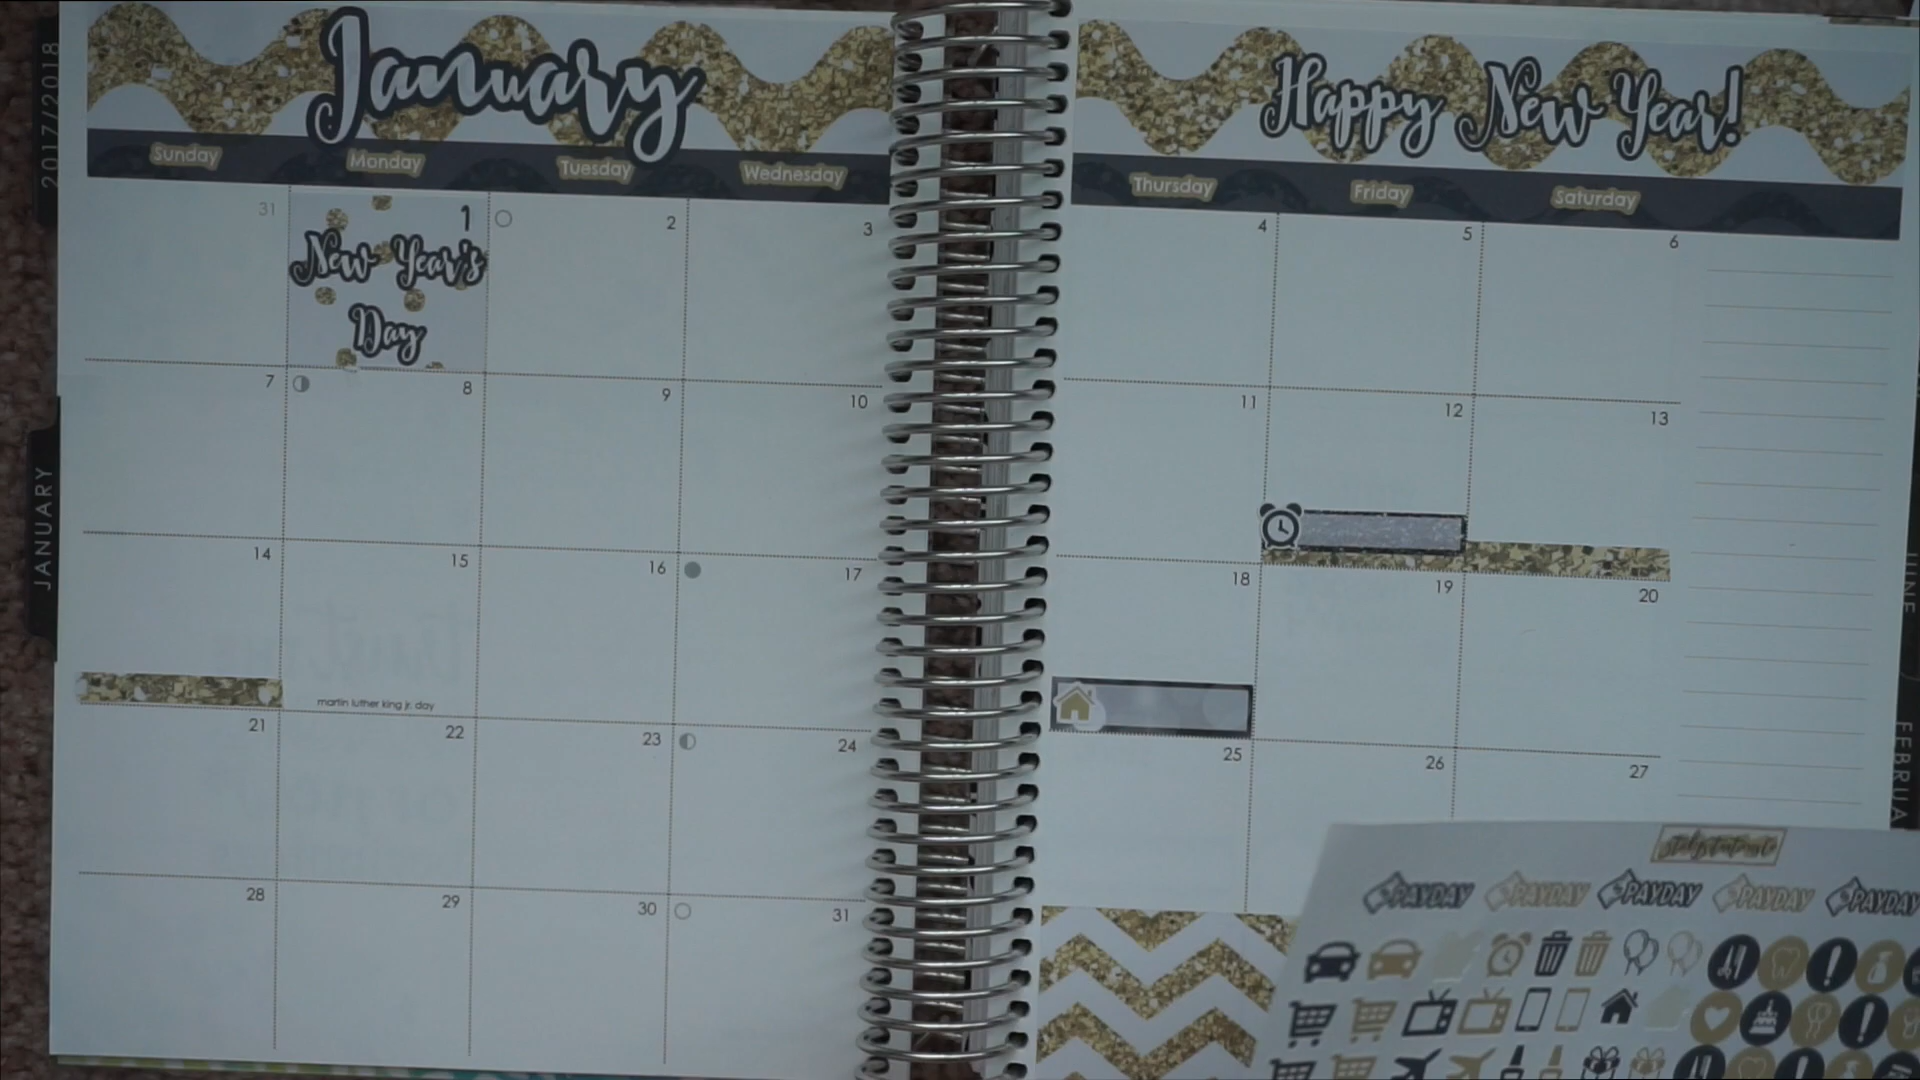 2017/2018
January
Happy New Year!
Sunday Monday Tuesday Wednesday Thursday Friday Saturday
31 1 2 3 4 5 6
New Year's
Day
7 8 9 10 11 12 13
14 15 16 17 18 19 20
martin luther king jr. day
21 22 23 24 25 26 27
28 29 30 31
JANUARY
JUNE
FEBRUA
PAYDAY PAYDAY PAYDAY PAYDAY PAYDAY